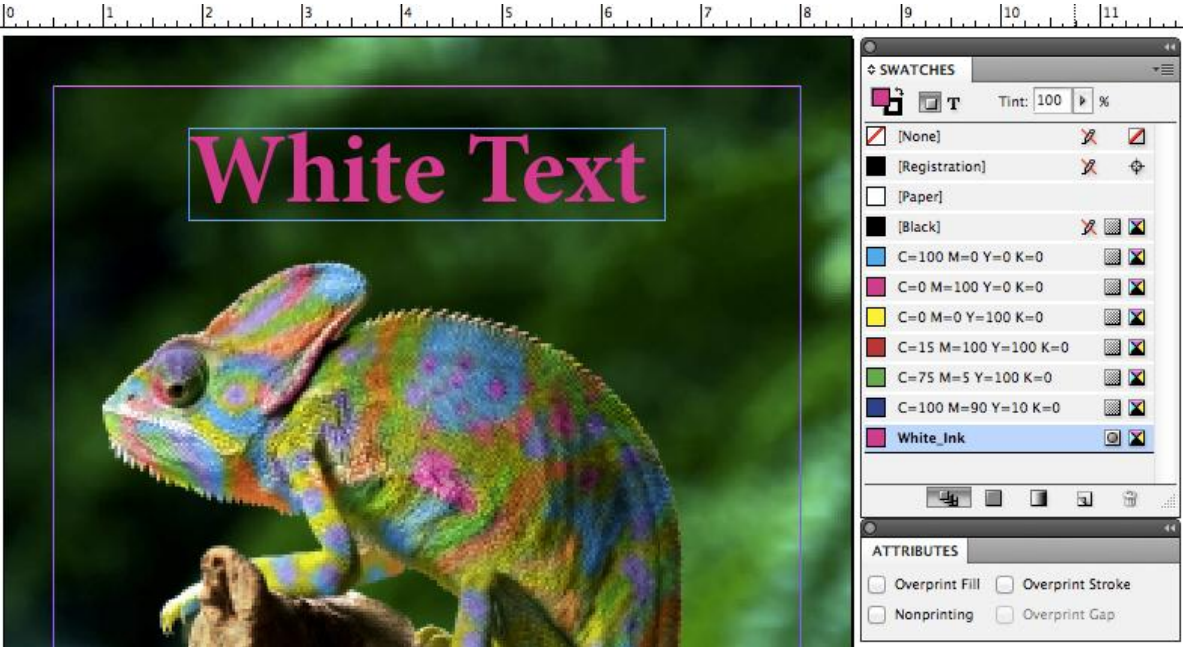 0 1 2 3 4 5 6 7 8 9 10 11
White Text
SWATCHES
T Tint: 100 %
[None]
[Registration]
[Paper]
[Black]
C=100 M=0 Y=0 K=0
C=0 M=100 Y=0 K=0
C=0 M=0 Y=100 K=0
C=15 M=100 Y=100 K=0
C=75 M=5 Y=100 K=0
C=100 M=90 Y=10 K=0
White_Ink
ATTRIBUTES
Overprint Fill Overprint Stroke
Nonprinting Overprint Gap